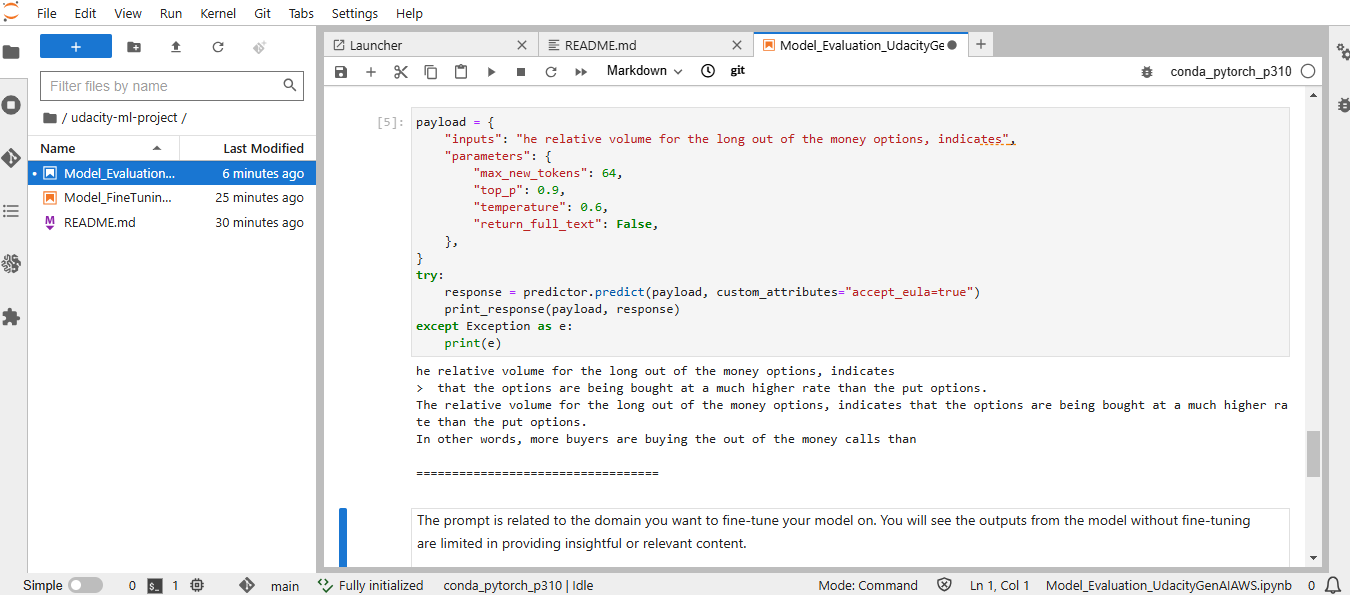 File Edit View Run Kernel Git Tabs Settings Help
+
Filter files by name
/ udacity-ml-project /
Name Last Modified
Model_Evaluation... 6 minutes ago
Model_FineTunin... 25 minutes ago
M README.md 30 minutes ago
Launcher README.md Model_Evaluation_UdacityGe
Markdown git conda_pytorch_p310
[5]: payload = {
"inputs": "he relative volume for the long out of the money options, indicates",
"parameters": {
"max_new_tokens": 64,
"top_p": 0.9,
"temperature": 0.6,
"return_full_text": False,
},
}
try:
response = predictor.predict(payload, custom_attributes="accept_eula=true")
print_response(payload, response)
except Exception as e:
print(e)
he relative volume for the long out of the money options, indicates
> that the options are being bought at a much higher rate than the put options.
The relative volume for the long out of the money options, indicates that the options are being bought at a much higher ra
te than the put options.
In other words, more buyers are buying the out of the money calls than
==================================
The prompt is related to the domain you want to fine-tune your model on. You will see the outputs from the model without fine-tuning
are limited in providing insightful or relevant content.
Simple 0 $_ 1 main Fully initialized conda_pytorch_p310 | Idle Mode: Command Ln 1, Col 1 Model_Evaluation_UdacityGenAIAWS.ipynb 0